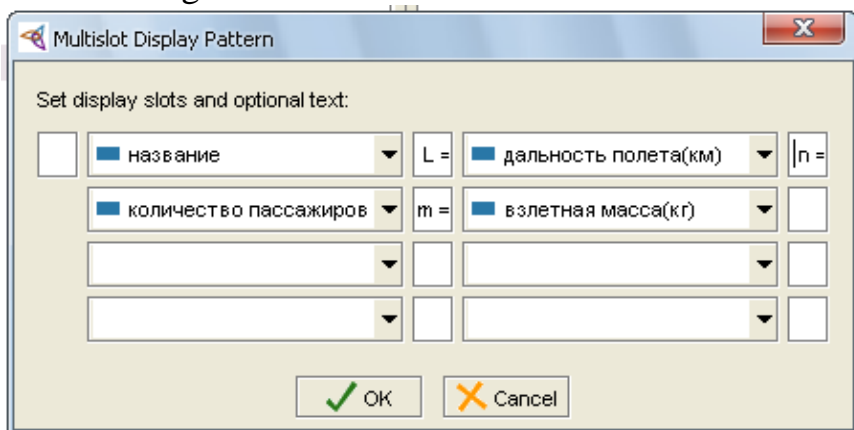 Multislot Display Pattern
Set display slots and optional text:
название L = дальность полета(км) n =
количество пассажиров m = взлетная масса(кг)
OK Cancel